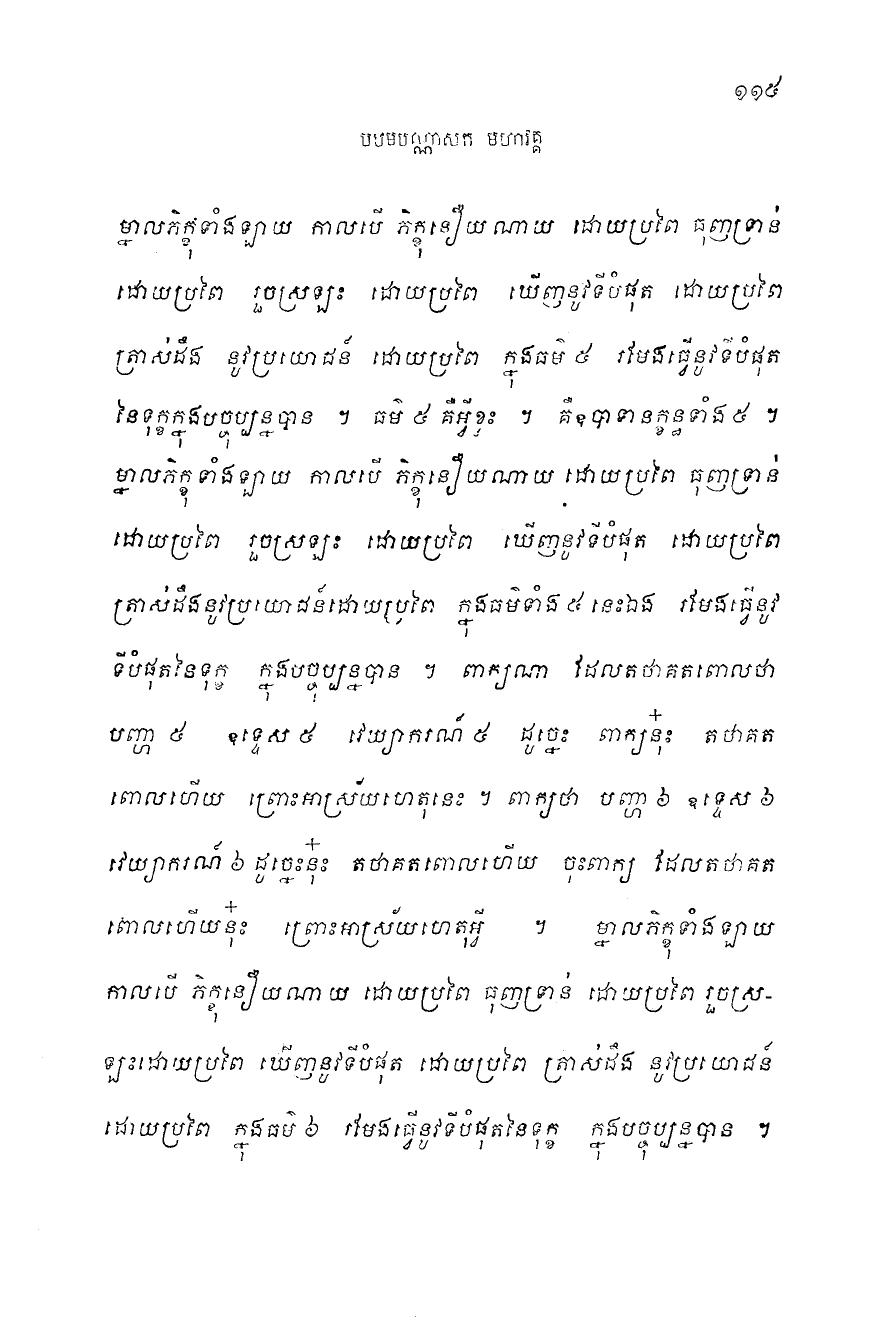 ១១៥
បឋមបណ្ណាសក មហាវគ្គ
ម្នាលភិក្ខុទាំងឡាយ កាលបើ ភិក្ខុនឿយណាយ ដោយប្រពៃ ធុញទ្រាន់
ដោយប្រពៃ រួចស្រឡះ ដោយប្រពៃ ឃើញនូវទីបំផុត ដោយប្រពៃ
ត្រាស់ដឹង នូវប្រយោជន៍ ដោយប្រពៃ ក្នុងធម៌ ៥ រមែងធ្វើនូវទីបំផុត
នៃទុក្ខក្នុងបច្ចុប្បន្នបាន ។ ធម៌ ៥ គឺអ្វីខ្លះ ។ គឺឧបាទានក្ខន្ធទាំង ៥ ។
ម្នាលភិក្ខុទាំងឡាយ កាលបើ ភិក្ខុនឿយណាយ ដោយប្រពៃ ធុញទ្រាន់
ដោយប្រពៃ រួចស្រឡះ ដោយប្រពៃ ឃើញនូវទីបំផុត ដោយប្រពៃ
ត្រាស់ដឹងនូវប្រយោជន៍ដោយប្រពៃ ក្នុងធម៌ទាំង ៥ នេះឯង រមែងធ្វើនូវ
ទីបំផុតនៃទុក្ខ ក្នុងបច្ចុប្បន្នបាន ។ ពាក្យណា ដែលតថាគតពោលថា
បញ្ហា ៥ ឧទ្ទេស ៥ វេយ្យាករណ៍ ៥ ដូច្នេះ ពាក្យនុ៎ះ តថាគត
ពោលហើយ ព្រោះអាស្រ័យហេតុនេះ ។ ពាក្យថា បញ្ហា ៦ ឧទ្ទេស ៦
វេយ្យាករណ៍ ៦ ដូច្នេះនុ៎ះ តថាគតពោលហើយ ចុះពាក្យ ដែលតថាគត
ពោលហើយនុ៎ះ ព្រោះអាស្រ័យហេតុអ្វី ។ ម្នាលភិក្ខុទាំងឡាយ
កាលបើ ភិក្ខុនឿយណាយ ដោយប្រពៃ ធុញទ្រាន់ ដោយប្រពៃ រួចស្រ-
ឡះដោយប្រពៃ ឃើញនូវទីបំផុត ដោយប្រពៃ ត្រាស់ដឹង នូវប្រយោជន៍
ដោយប្រពៃ ក្នុងធម៌ ៦ រមែងធ្វើនូវទីបំផុតនៃទុក្ខ ក្នុងបច្ចុប្បន្នបាន ។